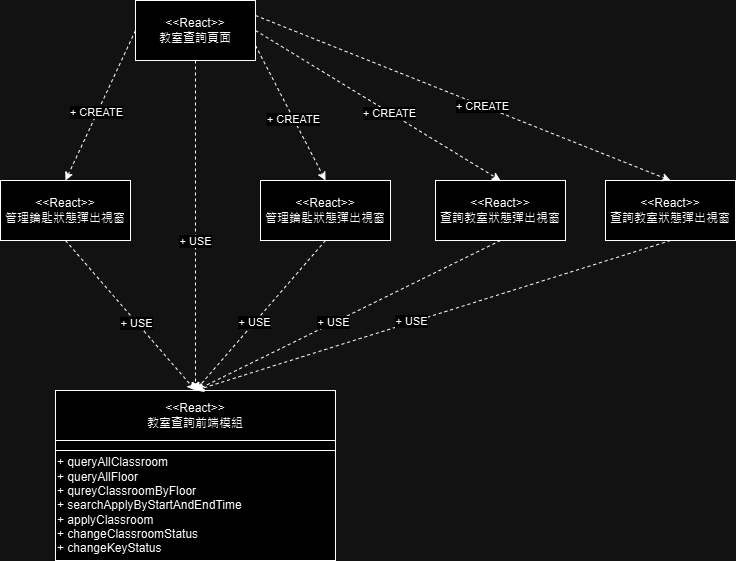 <<React>>
教室查詢頁面
+ CREATE
+ CREATE
+ CREATE
+ CREATE
<<React>>
管理鑰匙狀態彈出視窗
<<React>>
管理鑰匙狀態彈出視窗
<<React>>
查詢教室狀態彈出視窗
<<React>>
查詢教室狀態彈出視窗
+ USE
+ USE
+ USE
+ USE
+ USE
<<React>>
教室查詢前端模組
+ queryAllClassroom
+ queryAllFloor
+ qureyClassroomByFloor
+ searchApplyByStartAndEndTime
+ applyClassroom
+ changeClassroomStatus
+ changeKeyStatus